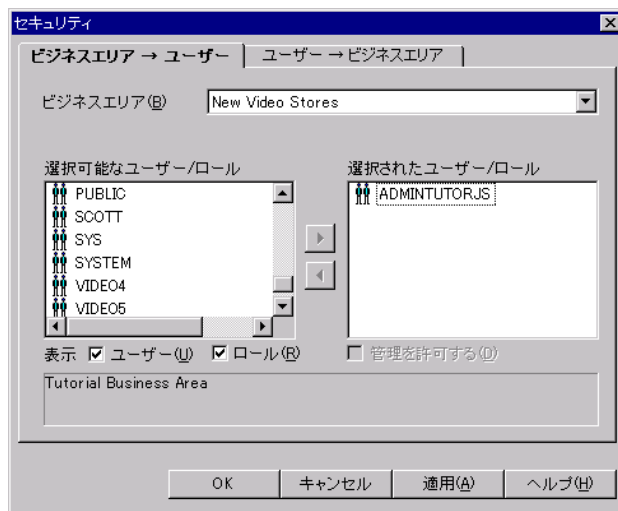 セキュリティ
ビジネスエリア → ユーザー
ユーザー → ビジネスエリア
ビジネスエリア(B)
New Video Stores
選択可能なユーザー/ロール
選択されたユーザー/ロール
PUBLIC
SCOTT
SYS
SYSTEM
VIDEO4
VIDEO5
ADMINTUTORJS
表示
ユーザー(U)
ロール(R)
管理を許可する(D)
Tutorial Business Area
OK
キャンセル
適用(A)
ヘルプ(H)